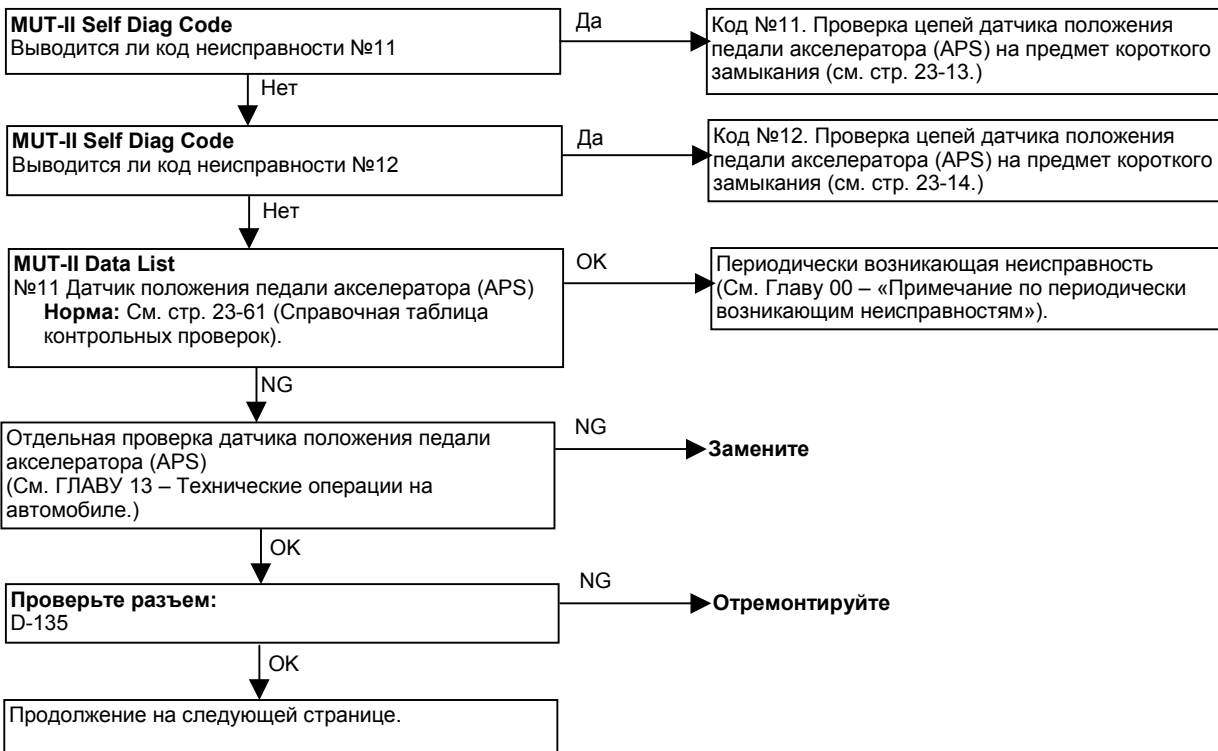 MUT-II Self Diag Code
Выводится ли код неисправности №11
Да
Код №11. Проверка цепей датчика положения
педали акселератора (APS) на предмет короткого
замыкания (см. стр. 23-13.)
Нет
MUT-II Self Diag Code
Выводится ли код неисправности №12
Да
Код №12. Проверка цепей датчика положения
педали акселератора (APS) на предмет короткого
замыкания (см. стр. 23-14.)
Нет
MUT-II Data List
№11 Датчик положения педали акселератора (APS)
Норма: См. стр. 23-61 (Справочная таблица
контрольных проверок).
OK
Периодически возникающая неисправность
(См. Главу 00 – «Примечание по периодически
возникающим неисправностям»).
NG
Отдельная проверка датчика положения педали
акселератора (APS)
(См. ГЛАВУ 13 – Технические операции на
автомобиле.)
NG
Замените
OK
Проверьте разъем:
D-135
NG
Отремонтируйте
OK
Продолжение на следующей странице.